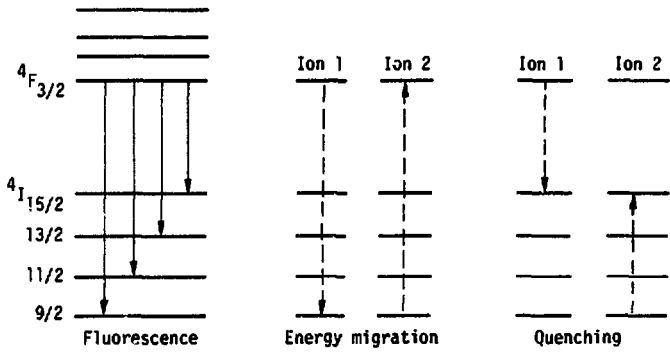 ⁴F₃/₂
Ion 1 Ion 2 Ion 1 Ion 2
⁴I₁₅/₂
13/2
11/2
9/2
Fluorescence Energy migration Quenching